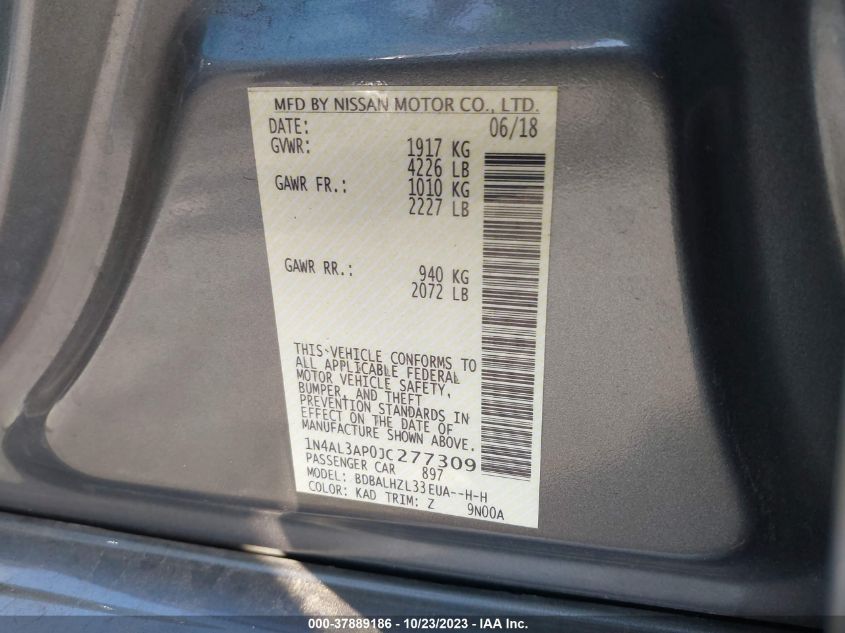 MFD BY NISSAN MOTOR CO., LTD.
DATE: 06/18
GVWR: 1917 KG
4226 LB
GAWR FR.: 1010 KG
2227 LB
GAWR RR.: 940 KG
2072 LB
THIS VEHICLE CONFORMS TO
ALL APPLICABLE FEDERAL
MOTOR VEHICLE SAFETY,
BUMPER, AND THEFT
PREVENTION STANDARDS IN
EFFECT ON THE DATE OF
MANUFACTURE SHOWN ABOVE.
1N4AL3AP0JC277309
PASSENGER CAR 897
MODEL: BDBALHZL33EUA--H-H
COLOR: KAD TRIM: Z 9N00A
1-37889186 - 10/23/2023 - IAA Inc.